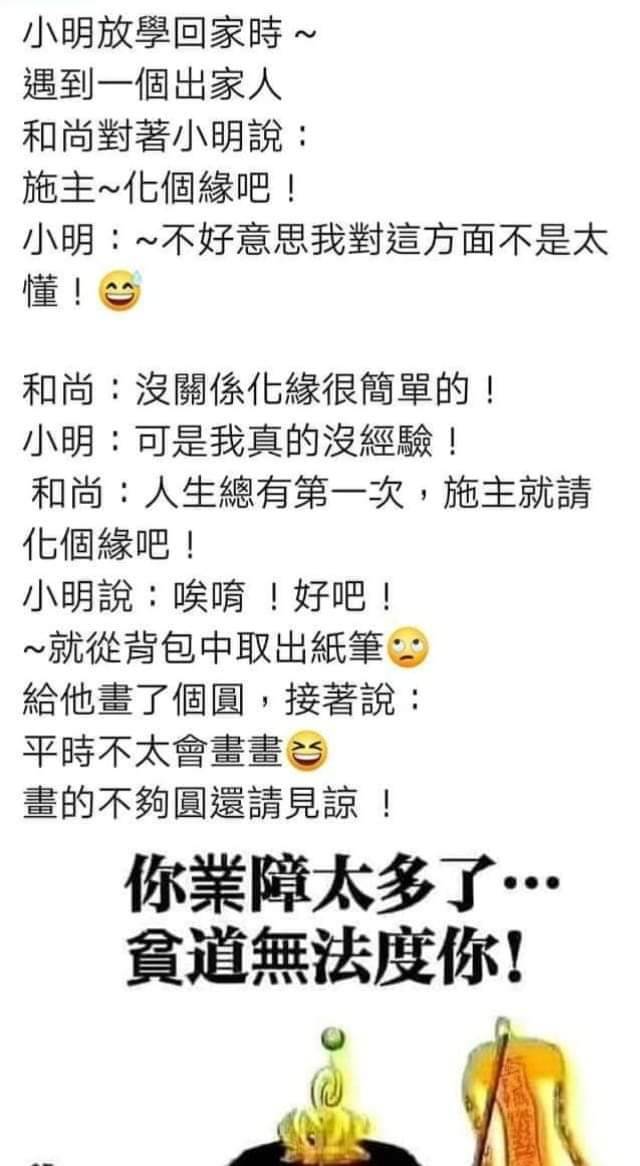 小明放學回家時～
遇到一個出家人
和尚對著小明說：
施主~化個緣吧！
小明：~不好意思我對這方面不是太
懂！😅
和尚：沒關係化緣很簡單的！
小明：可是我真的沒經驗！
和尚：人生總有第一次，施主就請
化個緣吧！
小明說：唉唷 ！好吧！
~就從背包中取出紙筆🙄
給他畫了個圓，接著說：
平時不太會畫畫😆
畫的不夠圓還請見諒 ！
你業障太多了⋯
貧道無法度你!